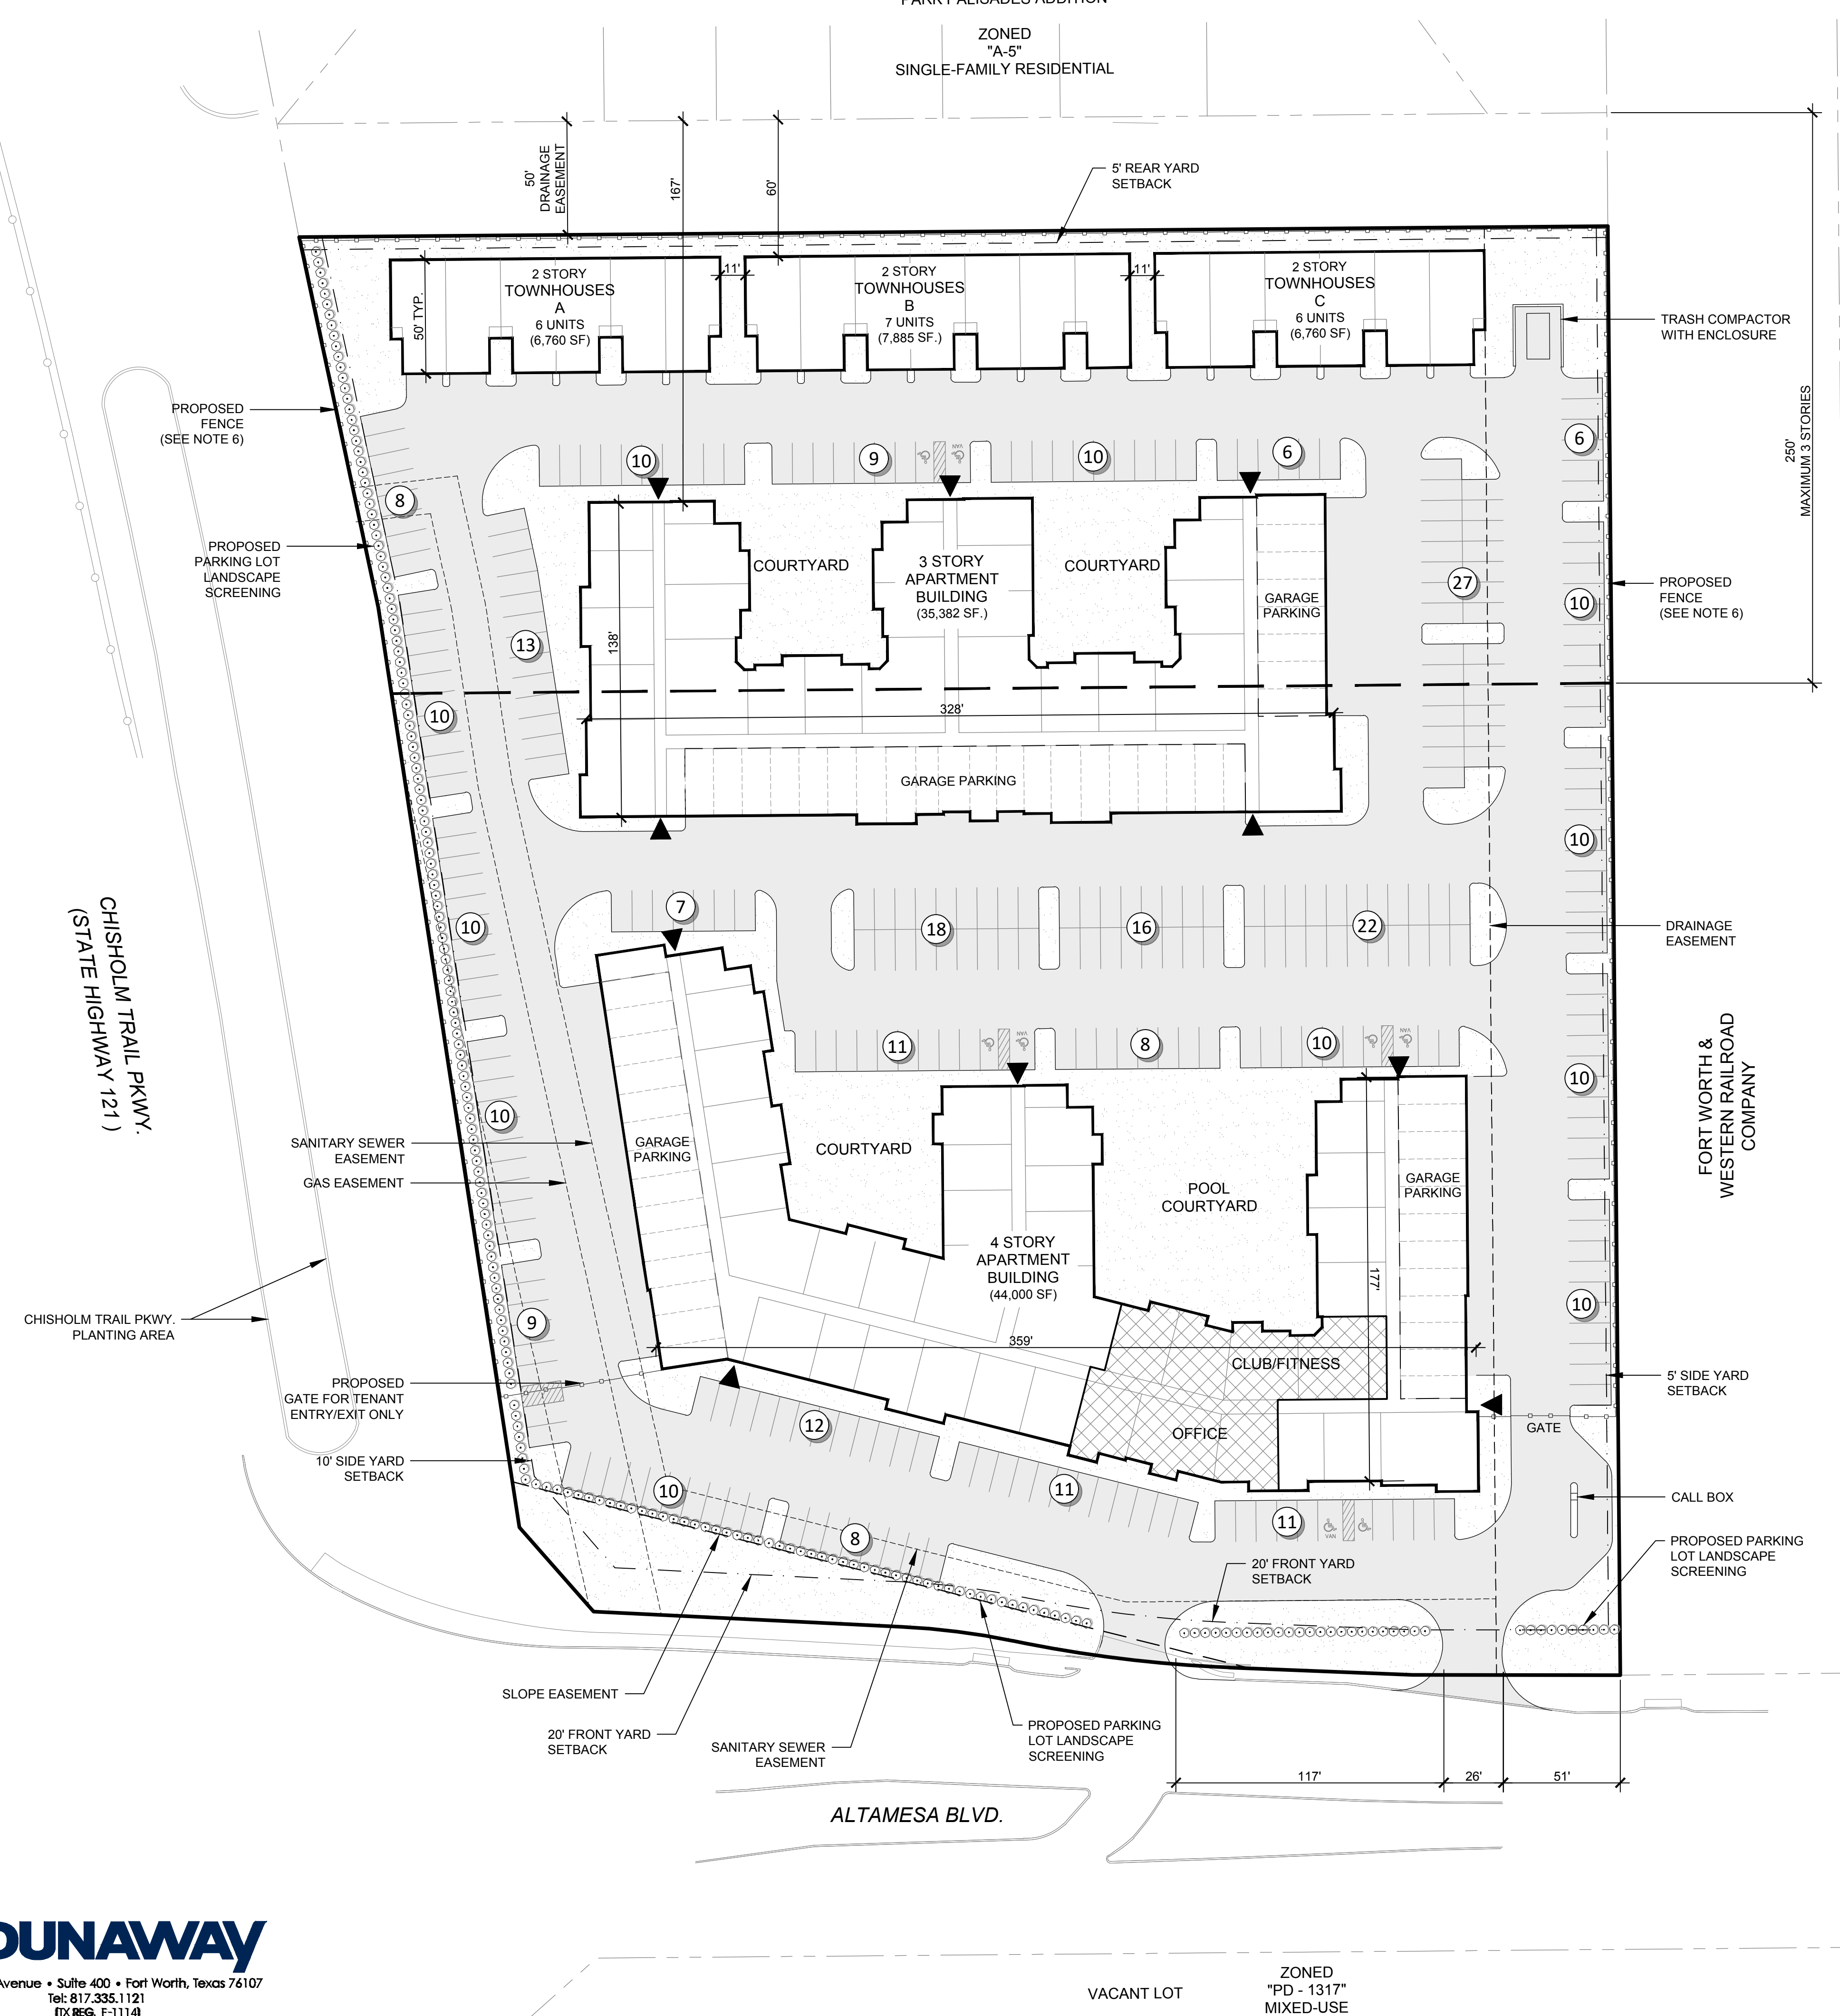 PARK PALISADES ADDITION
ZONED
"A-5"
SINGLE-FAMILY RESIDENTIAL
50'
DRAINAGE
EASEMENT
167'
60'
5' REAR YARD
SETBACK
2 STORY
TOWNHOUSES
A
6 UNITS
(6,760 SF)
11'
2 STORY
TOWNHOUSES
B
7 UNITS
(7,885 SF.)
11'
2 STORY
TOWNHOUSES
C
6 UNITS
(6,760 SF)
50' TYP.
TRASH COMPACTOR
WITH ENCLOSURE
250'
MAXIMUM 3 STORIES
PROPOSED
FENCE
(SEE NOTE 6)
10
9
VAN
10
6
6
8
PROPOSED
PARKING LOT
LANDSCAPE
SCREENING
COURTYARD
3 STORY
APARTMENT
BUILDING
(35,382 SF.)
COURTYARD
GARAGE
PARKING
27
10
PROPOSED
FENCE
(SEE NOTE 6)
13
138'
10
328'
GARAGE PARKING
10
CHISHOLM TRAIL PKWY.
(STATE HIGHWAY 121 )
7
18
16
22
10
DRAINAGE
EASEMENT
11
VAN
8
10
VAN
10
FORT WORTH &
WESTERN RAILROAD
COMPANY
10
SANITARY SEWER
EASEMENT
GAS EASEMENT
GARAGE
PARKING
COURTYARD
POOL
COURTYARD
GARAGE
PARKING
4 STORY
APARTMENT
BUILDING
(44,000 SF)
177'
10
CHISHOLM TRAIL PKWY.
PLANTING AREA
9
359'
CLUB/FITNESS
PROPOSED
GATE FOR TENANT
ENTRY/EXIT ONLY
5' SIDE YARD
SETBACK
12
OFFICE
GATE
10' SIDE YARD
SETBACK
10
11
CALL BOX
8
11
VAN
20' FRONT YARD
SETBACK
PROPOSED PARKING
LOT LANDSCAPE
SCREENING
SLOPE EASEMENT
20' FRONT YARD
SETBACK
SANITARY SEWER
EASEMENT
PROPOSED PARKING
LOT LANDSCAPE
SCREENING
117'
26'
51'
ALTAMESA BLVD.
DUNAWAY
Avenue • Suite 400 • Fort Worth, Texas 76107
Tel: 817.335.1121
(TX REG. F-1114)
VACANT LOT
ZONED
"PD - 1317"
MIXED-USE